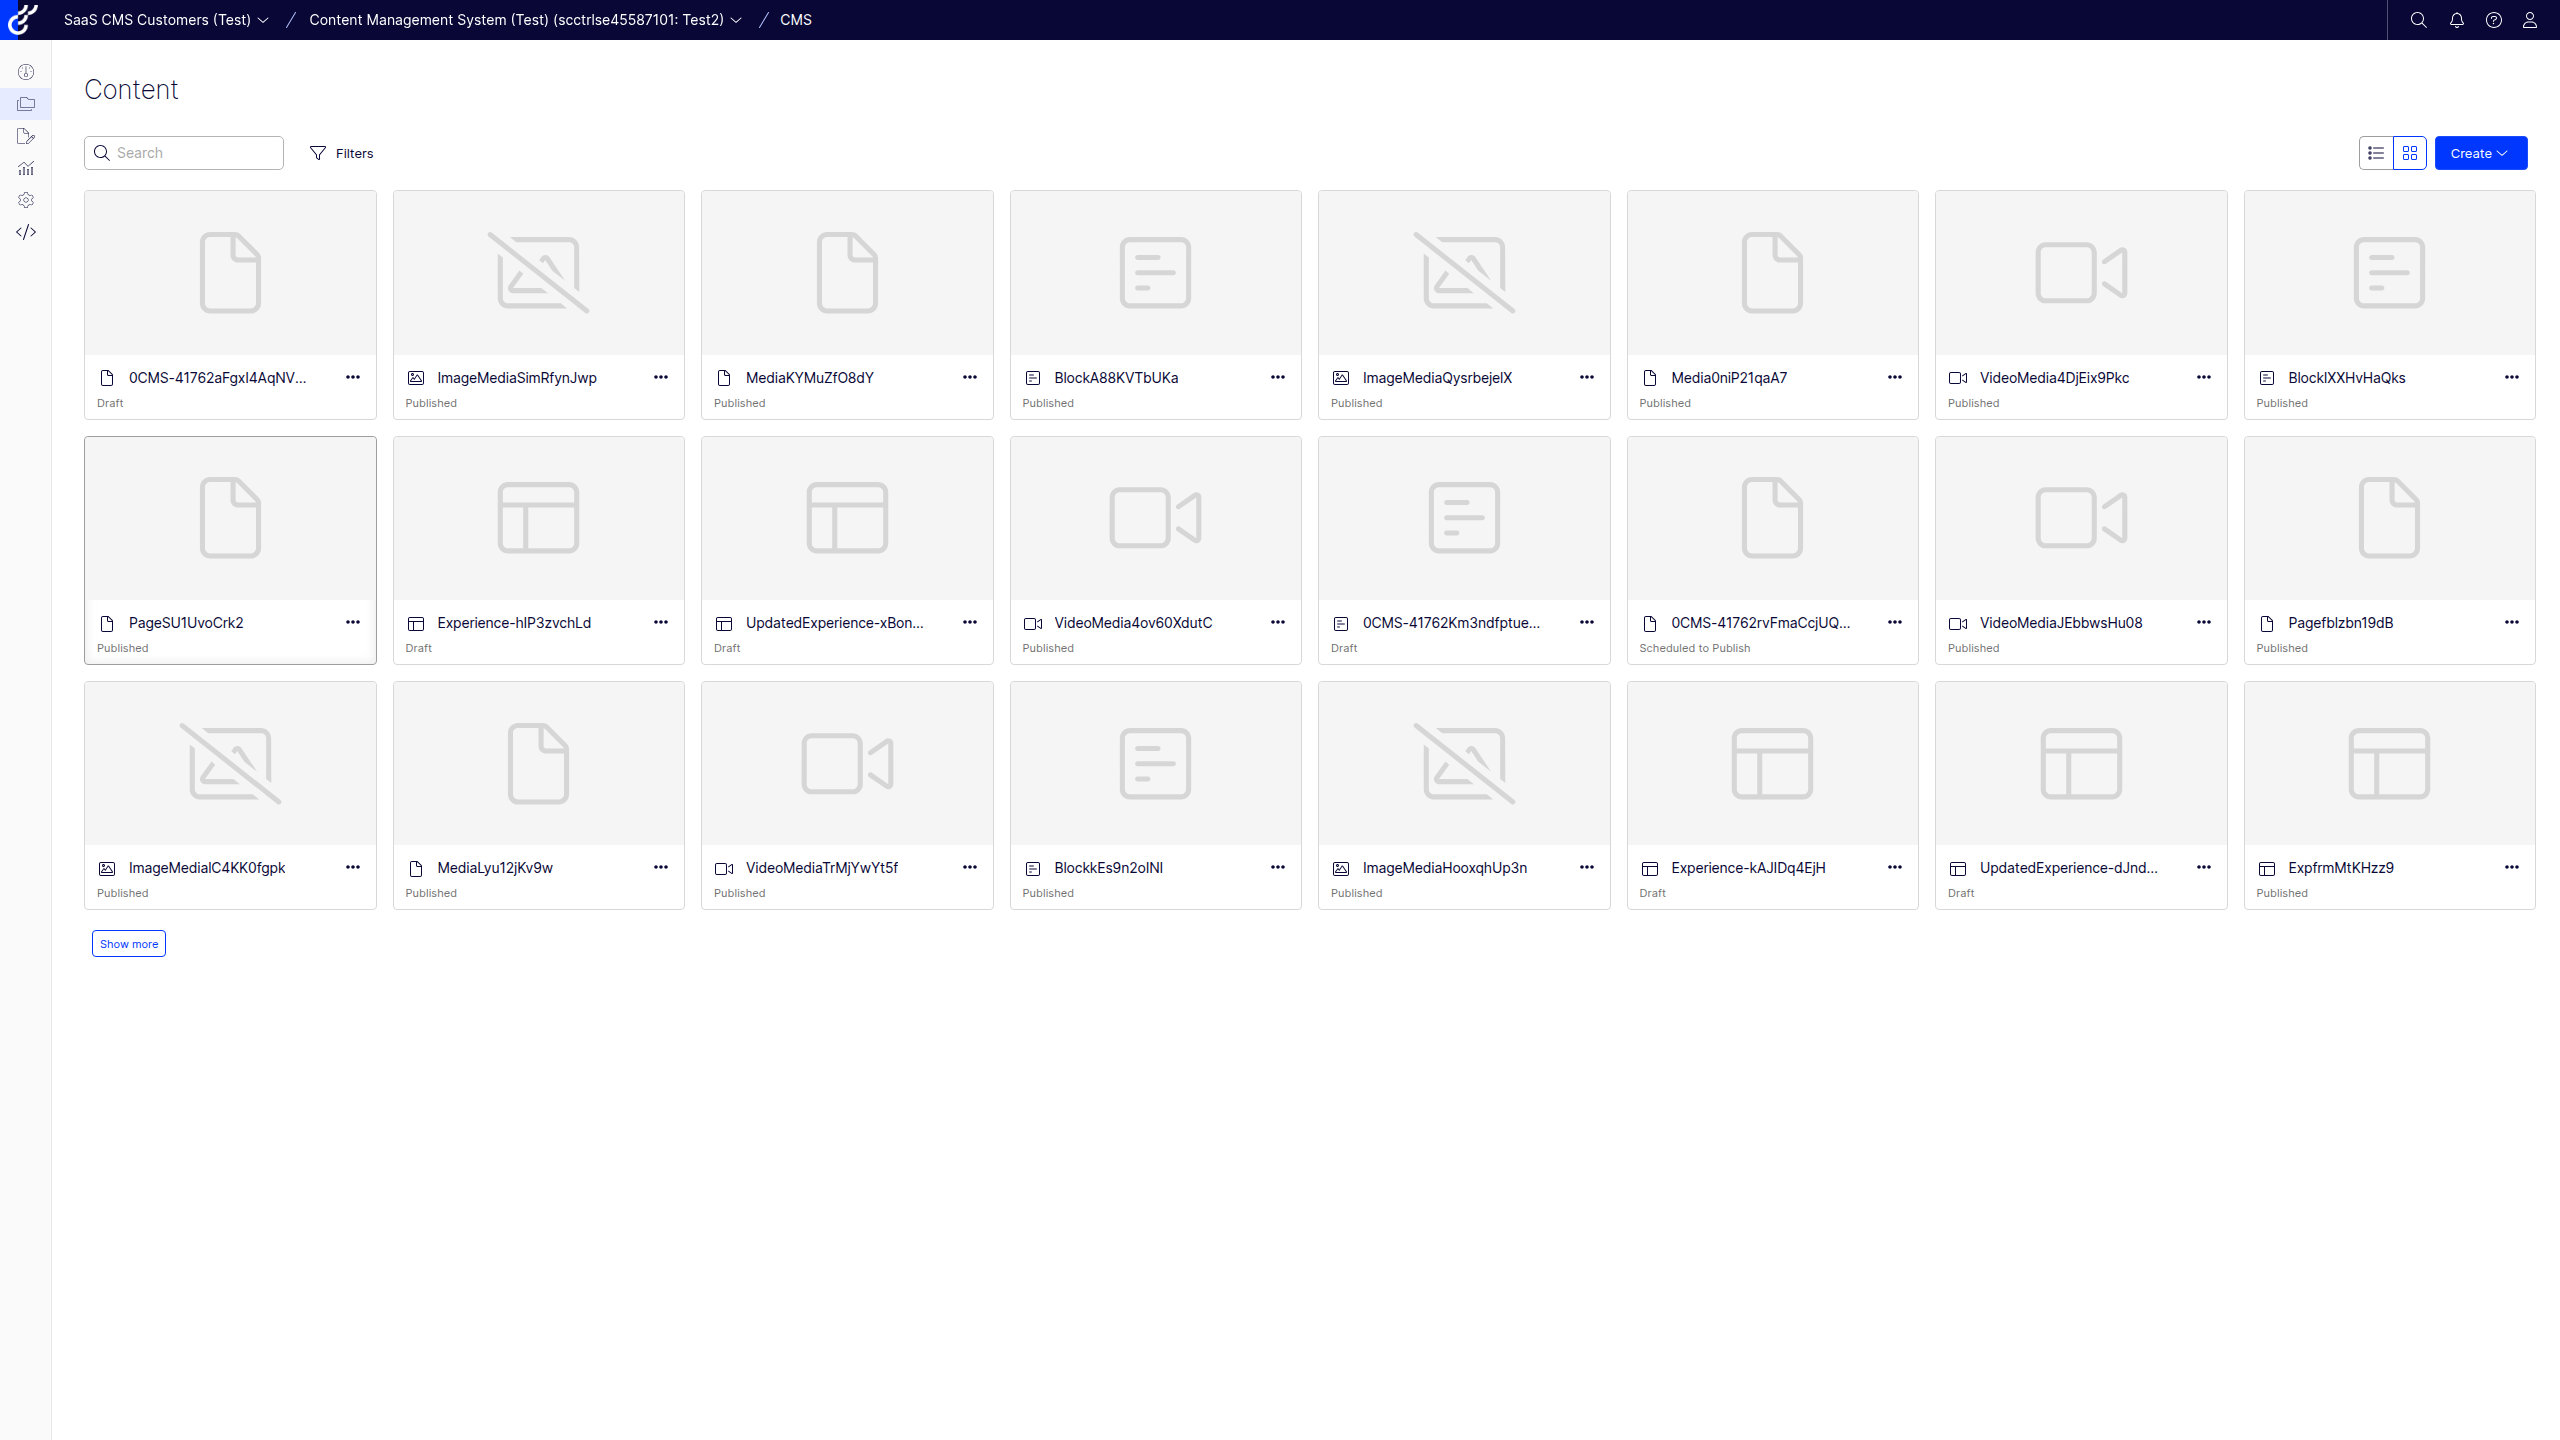 SaaS CMS Customers (Test) / Content Management System (Test) (scctrlse45587101: Test2) / CMS
Content
Search Filters Create
0CMS-41762aFgxI4AqNV... ImageMediaSimRfynJwp MediaKYMuZfO8dY BlockA88KVTbUKa ImageMediaQysrbejeIX Media0niP21qaA7 VideoMedia4DjEix9Pkc BlockIXXHvHaQks
Draft Published Published Published Published Published Published Published
PageSU1UvoCrk2 Experience-hIP3zvchLd UpdatedExperience-xBon... VideoMedia4ov60XdutC 0CMS-41762Km3ndfptue... 0CMS-41762rvFmaCcjUQ... VideoMediaJEbbwsHu08 Pagefblzbn19dB
Published Draft Draft Published Draft Scheduled to Publish Published Published
ImageMediaIC4KK0fgpk MediaLyu12jKv9w VideoMediaTrMjYwYt5f BlockkEs9n2oINI ImageMediaHooxqhUp3n Experience-kAJIDq4EjH UpdatedExperience-dJnd... ExpfrmMtKHzz9
Published Published Published Published Published Draft Draft Published
Show more